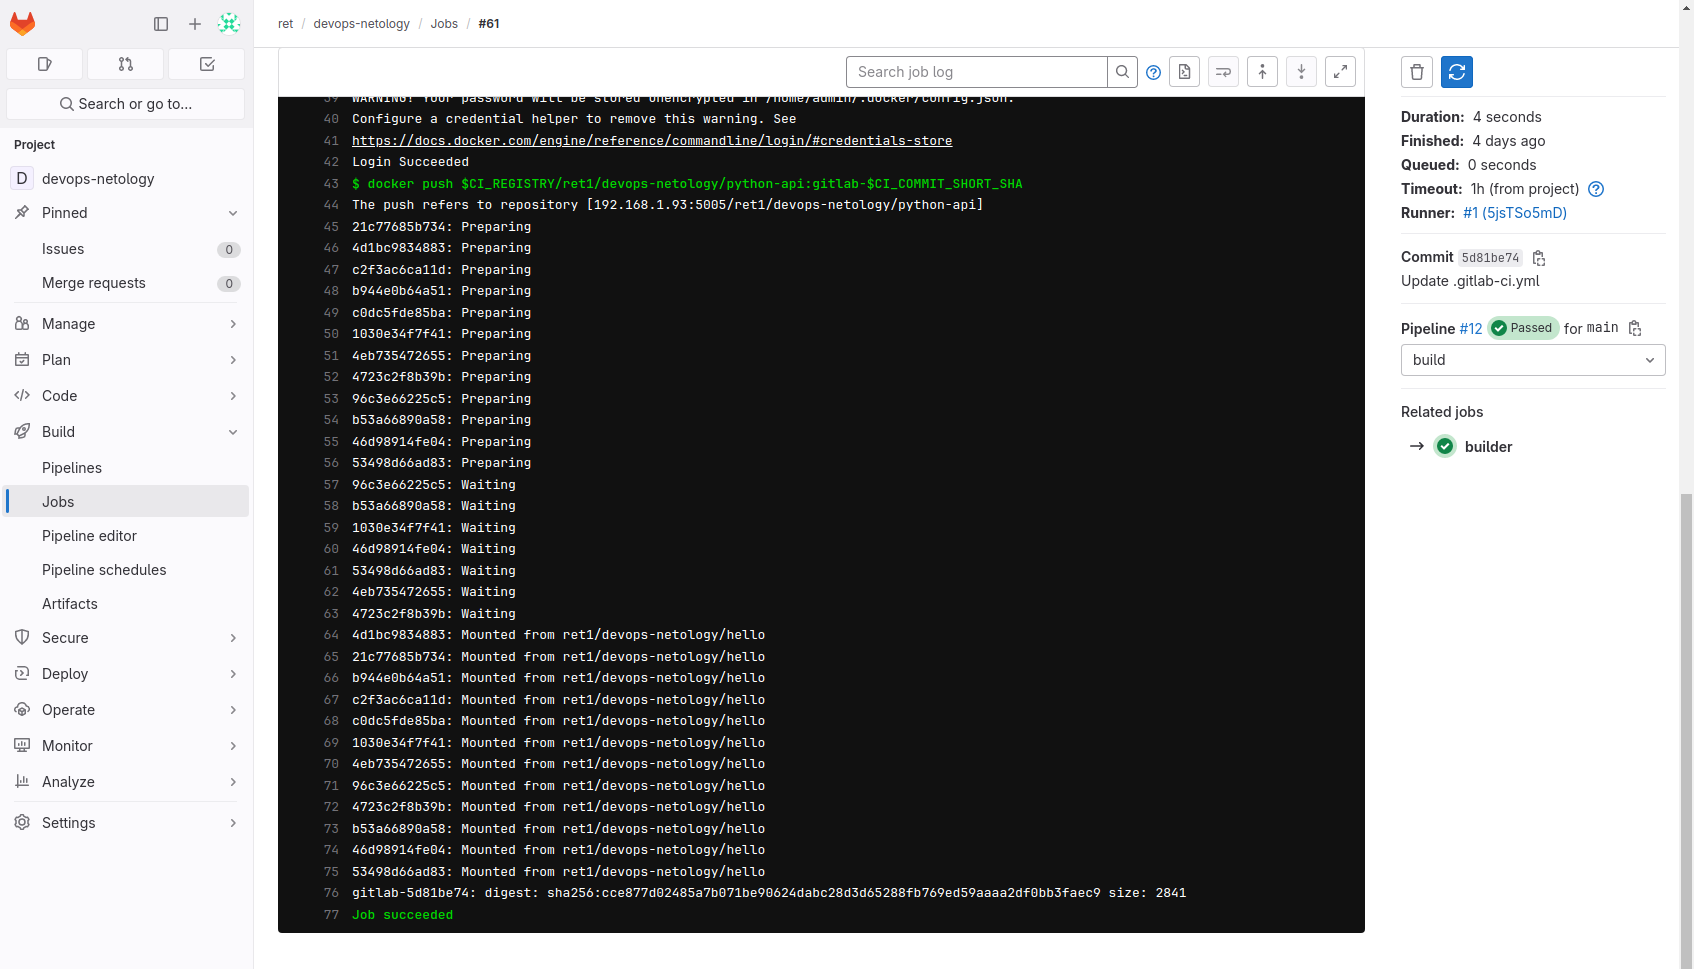 ret / devops-netology / Jobs / #61
Search or go to...
Project
D devops-netology
Pinned
Issues 0
Merge requests 0
Manage
Plan
Code
Build
Pipelines
Jobs
Pipeline editor
Pipeline schedules
Artifacts
Secure
Deploy
Operate
Monitor
Analyze
Settings
Search job log
39 WARNING! Your password will be stored unencrypted in /home/admin/.docker/config.json.
40 Configure a credential helper to remove this warning. See
41 https://docs.docker.com/engine/reference/commandline/login/#credentials-store
42 Login Succeeded
43 $ docker push $CI_REGISTRY/ret1/devops-netology/python-api:gitlab-$CI_COMMIT_SHORT_SHA
44 The push refers to repository [192.168.1.93:5005/ret1/devops-netology/python-api]
45 21c77685b734: Preparing
46 4d1bc9834883: Preparing
47 c2f3ac6ca11d: Preparing
48 b944e0b64a51: Preparing
49 c0dc5fde85ba: Preparing
50 1030e34f7f41: Preparing
51 4eb735472655: Preparing
52 4723c2f8b39b: Preparing
53 96c3e66225c5: Preparing
54 b53a66890a58: Preparing
55 46d98914fe04: Preparing
56 53498d66ad83: Preparing
57 96c3e66225c5: Waiting
58 b53a66890a58: Waiting
59 1030e34f7f41: Waiting
60 46d98914fe04: Waiting
61 53498d66ad83: Waiting
62 4eb735472655: Waiting
63 4723c2f8b39b: Waiting
64 4d1bc9834883: Mounted from ret1/devops-netology/hello
65 21c77685b734: Mounted from ret1/devops-netology/hello
66 b944e0b64a51: Mounted from ret1/devops-netology/hello
67 c2f3ac6ca11d: Mounted from ret1/devops-netology/hello
68 c0dc5fde85ba: Mounted from ret1/devops-netology/hello
69 1030e34f7f41: Mounted from ret1/devops-netology/hello
70 4eb735472655: Mounted from ret1/devops-netology/hello
71 96c3e66225c5: Mounted from ret1/devops-netology/hello
72 4723c2f8b39b: Mounted from ret1/devops-netology/hello
73 b53a66890a58: Mounted from ret1/devops-netology/hello
74 46d98914fe04: Mounted from ret1/devops-netology/hello
75 53498d66ad83: Mounted from ret1/devops-netology/hello
76 gitlab-5d81be74: digest: sha256:cce877d02485a7b071be90624dabc28d3d65288fb769ed59aaaa2df0bb3faec9 size: 2841
77 Job succeeded
Duration: 4 seconds
Finished: 4 days ago
Queued: 0 seconds
Timeout: 1h (from project)
Runner: #1 (5jsTSo5mD)
Commit 5d81be74
Update .gitlab-ci.yml
Pipeline #12 Passed for main
build
Related jobs
builder